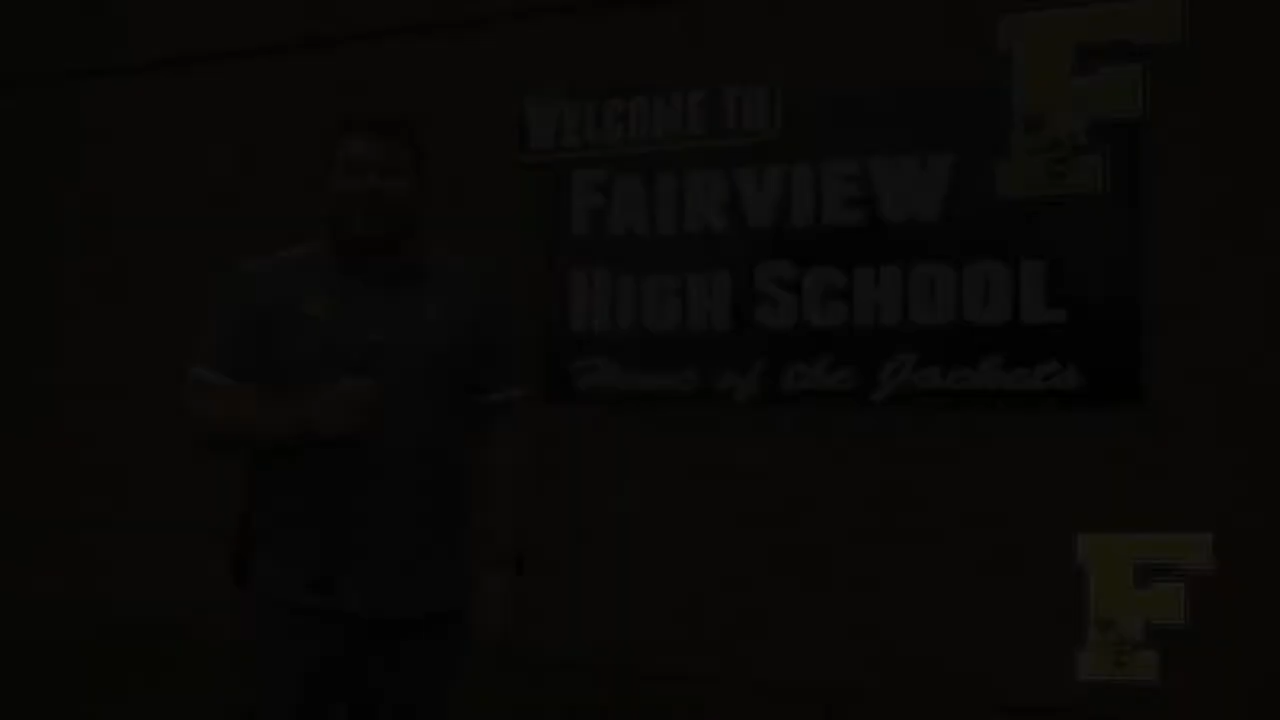 WELCOME TO
FAIRVIEW
HIGH SCHOOL
Home of the Jackets
F
F